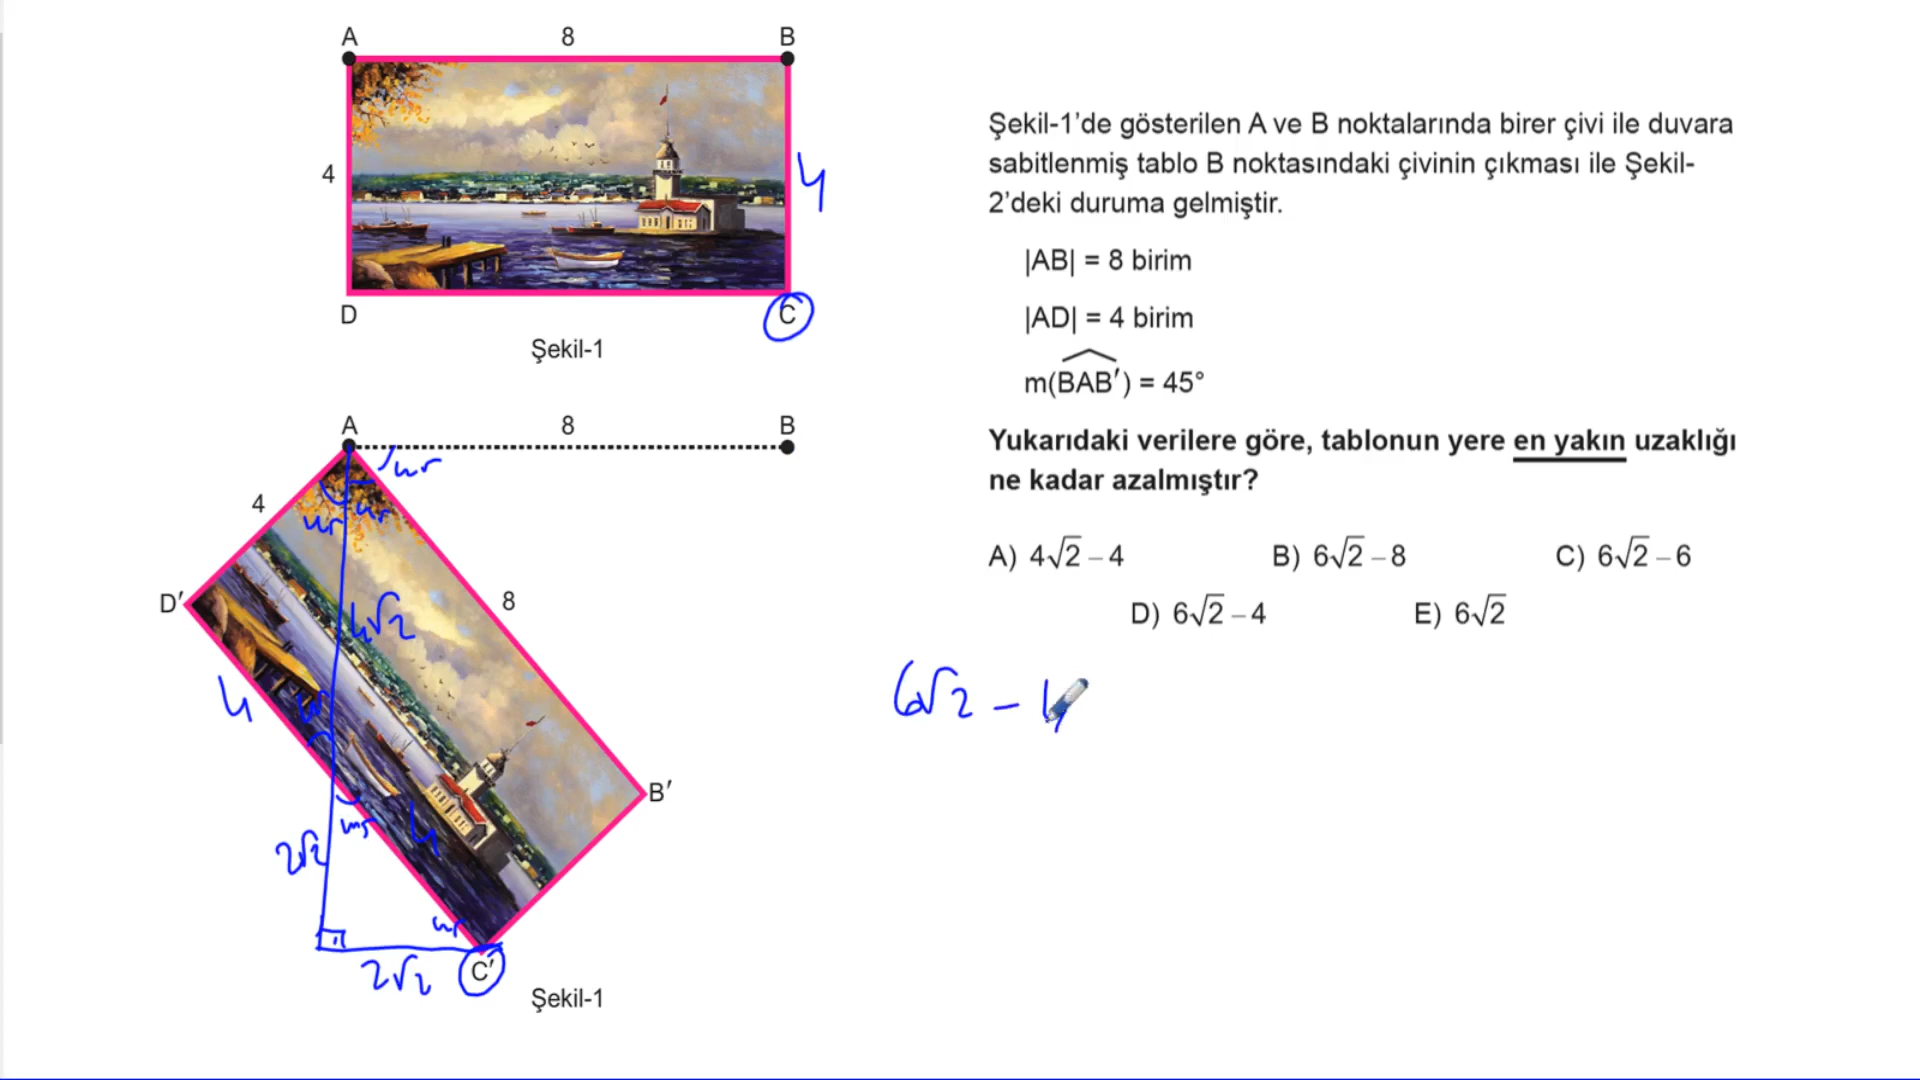 A 8 B
4
4
D C
Şekil-1
A 8 B
4
D′
4√2
8
4
B′
4
2√2
2√2 C′
Şekil-1
Şekil-1’de gösterilen A ve B noktalarında birer çivi ile duvara
sabitlenmiş tablo B noktasındaki çivinin çıkması ile Şekil-
2’deki duruma gelmiştir.
|AB| = 8 birim
|AD| = 4 birim
m(BAB′) = 45°
Yukarıdaki verilere göre, tablonun yere en yakın uzaklığı
ne kadar azalmıştır?
A) 4√2 – 4 B) 6√2 – 8 C) 6√2 – 6
D) 6√2 – 4 E) 6√2
6√2 – 4